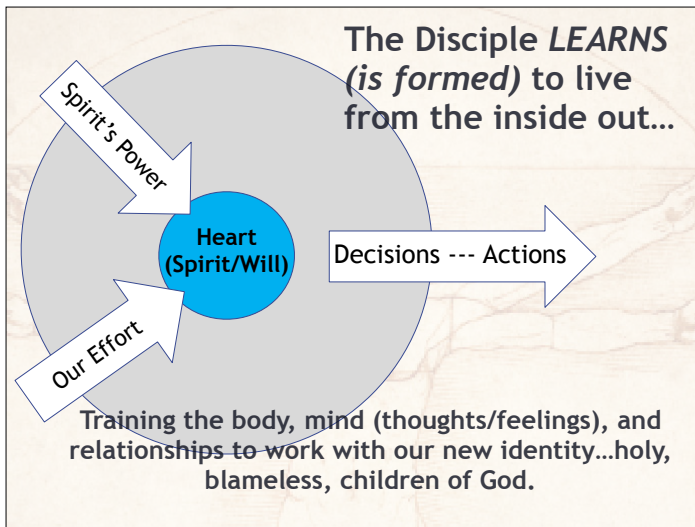 The Disciple LEARNS
(is formed) to live
from the inside out…
Spirit’s Power
Heart
(Spirit/Will)
Decisions --- Actions
Our Effort
Training the body, mind (thoughts/feelings), and
relationships to work with our new identity…holy,
blameless, children of God.